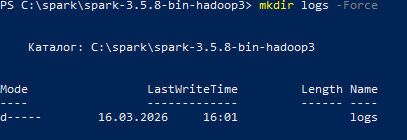 PS C:\spark\spark-3.5.8-bin-hadoop3> mkdir logs -Force
Каталог: C:\spark\spark-3.5.8-bin-hadoop3
Mode LastWriteTime Length Name
---- ------------- ------ ----
d----- 16.03.2026 16:01 logs